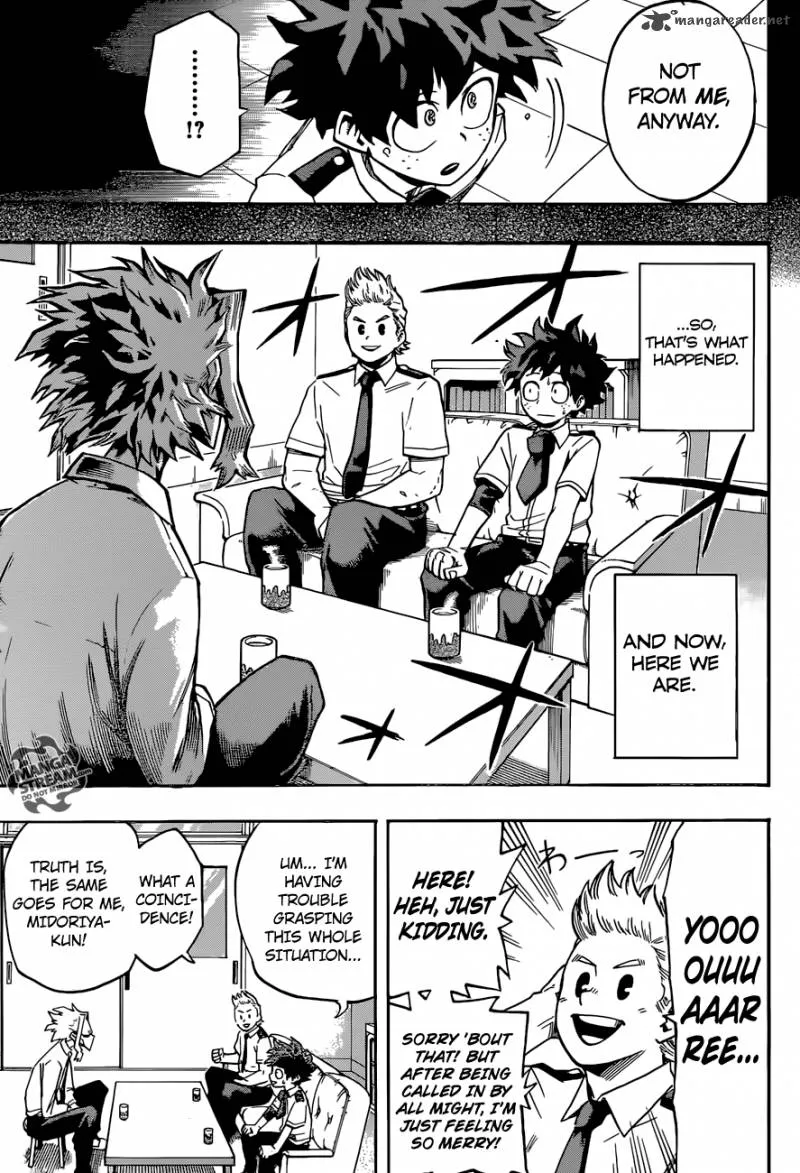 mangareader.net
NOT
FROM ME,
ANYWAY.
.........
!?
...SO,
THAT'S WHAT
HAPPENED.
AND NOW,
HERE WE
ARE.
MANGA
STREAM
わーっ
YOOO
OUUU
AAAR
REE...
HERE!
HEH, JUST
KIDDING.
SORRY 'BOUT
THAT! BUT
AFTER BEING
CALLED IN BY
ALL MIGHT, I'M
JUST FEELING
SO MERRY!
UM... I'M
HAVING
TROUBLE
GRASPING
THIS WHOLE
SITUATION...
WHAT A
COINCI-
DENCE!
TRUTH IS,
THE SAME
GOES FOR ME,
MIDORIYA-
KUN!